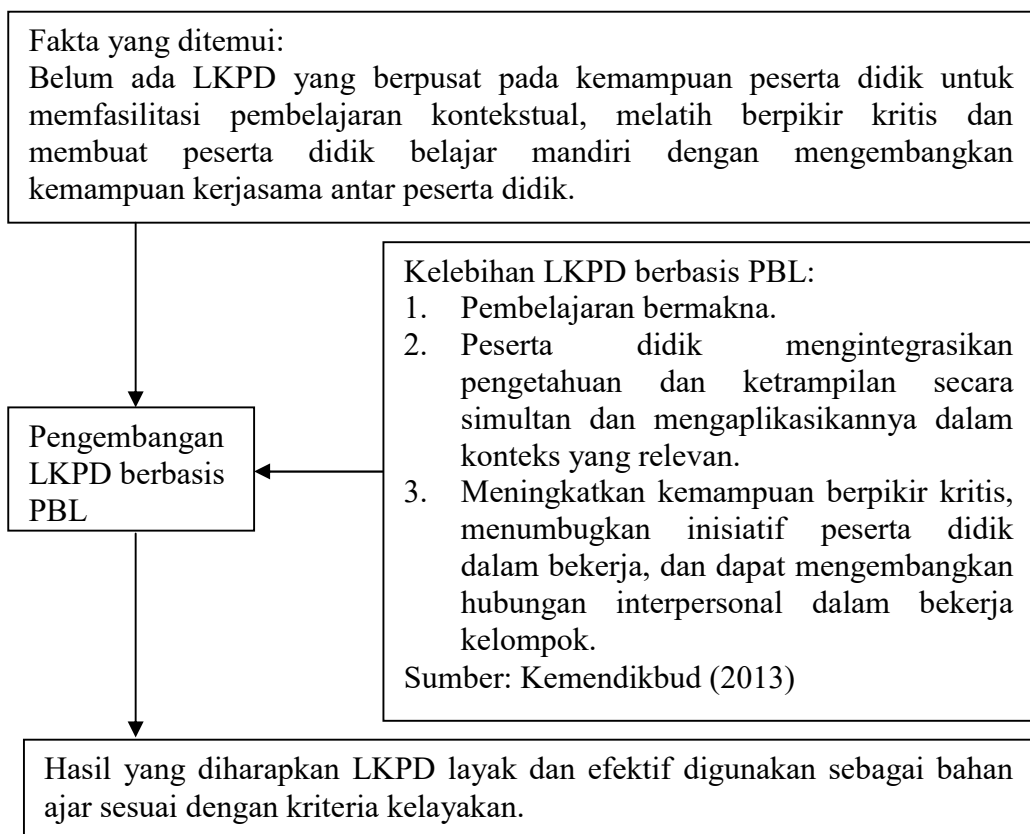 Fakta yang ditemui:
Belum ada LKPD yang berpusat pada kemampuan peserta didik untuk
memfasilitasi pembelajaran kontekstual, melatih berpikir kritis dan
membuat peserta didik belajar mandiri dengan mengembangkan
kemampuan kerjasama antar peserta didik.
Kelebihan LKPD berbasis PBL:
1. Pembelajaran bermakna.
2. Peserta didik mengintegrasikan
pengetahuan dan ketrampilan secara
simultan dan mengaplikasikannya dalam
konteks yang relevan.
3. Meningkatkan kemampuan berpikir kritis,
menumbugkan inisiatif peserta didik
dalam bekerja, dan dapat mengembangkan
hubungan interpersonal dalam bekerja
kelompok.
Sumber: Kemendikbud (2013)
Pengembangan
LKPD berbasis
PBL
Hasil yang diharapkan LKPD layak dan efektif digunakan sebagai bahan
ajar sesuai dengan kriteria kelayakan.